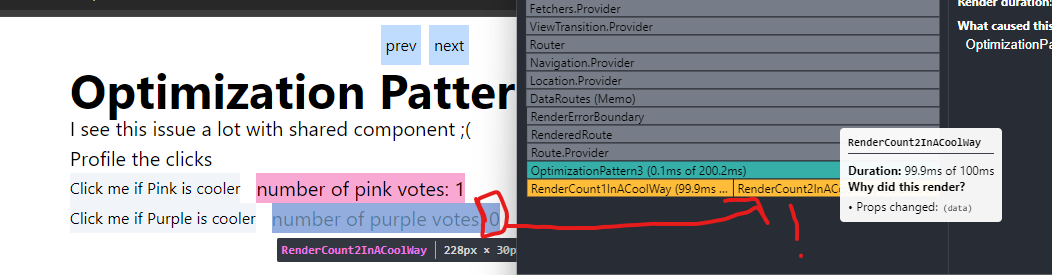 Render duration:
What caused this
OptimizationPa
prev
next
Optimization Patter
I see this issue a lot with shared component ;(
Profile the clicks
Click me if Pink is cooler
number of pink votes: 1
Click me if Purple is cooler
number of purple votes: 0
RenderCount2InACoolWay
228px × 30p
Fetchers.Provider
ViewTransition.Provider
Router
Navigation.Provider
Location.Provider
DataRoutes (Memo)
RenderErrorBoundary
RenderedRoute
Route.Provider
OptimizationPattern3 (0.1ms of 200.2ms)
RenderCount1InACoolWay (99.9ms ...
RenderCount2InACoolWa
RenderCount2InACoolWay
Duration: 99.9ms of 100ms
Why did this render?
• Props changed: (data)
!